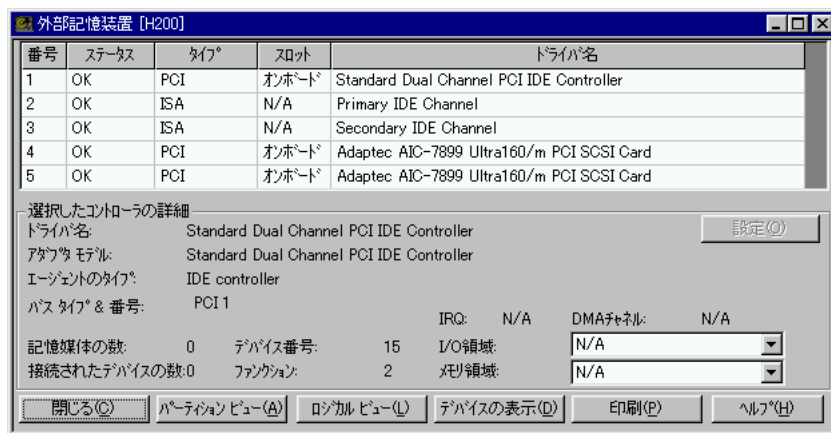 外部記憶装置 [H200]
番号 ステータス タイプ スロット ドライバ名
1 OK PCI オンボード Standard Dual Channel PCI IDE Controller
2 OK ISA N/A Primary IDE Channel
3 OK ISA N/A Secondary IDE Channel
4 OK PCI オンボード Adaptec AIC-7899 Ultra160/m PCI SCSI Card
5 OK PCI オンボード Adaptec AIC-7899 Ultra160/m PCI SCSI Card
選択したコントローラの詳細
ドライバ名: Standard Dual Channel PCI IDE Controller 設定(O)
アダプタ モデル: Standard Dual Channel PCI IDE Controller
エージェントのタイプ: IDE controller
バス タイプ & 番号: PCI 1
IRQ: N/A DMAチャネル: N/A
記憶媒体の数: 0 デバイス番号: 15 I/O領域: N/A
接続されたデバイスの数:0 ファンクション: 2 メモリ領域: N/A
閉じる(C) パーティション ビュー(A) ロジカル ビュー(L) デバイスの表示(D) 印刷(P) ヘルプ(H)